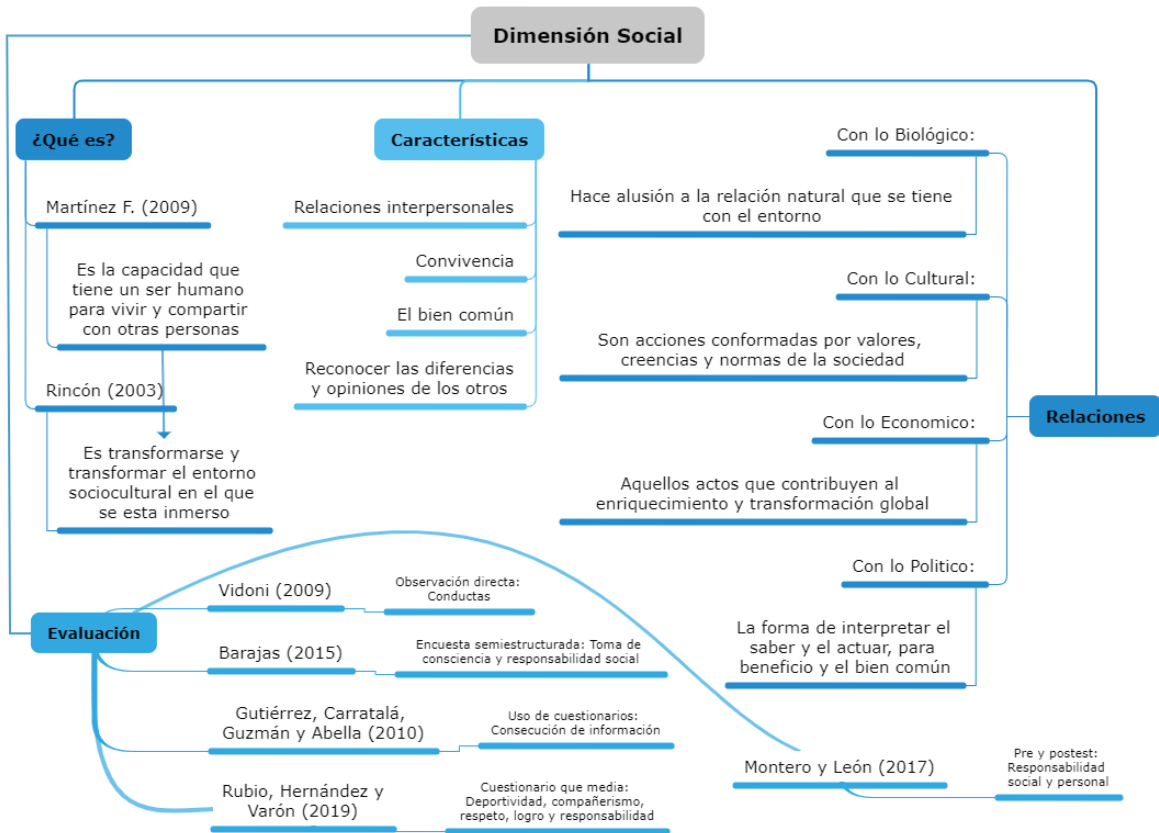 Dimensión Social
¿Qué es?
Martínez F. (2009)
Es la capacidad que
tiene un ser humano
para vivir y compartir
con otras personas
Rincón (2003)
Es transformarse y
transformar el entorno
sociocultural en el que
se esta inmerso
Características
Relaciones interpersonales
Convivencia
El bien común
Reconocer las diferencias
y opiniones de los otros
Relaciones
Con lo Biológico:
Hace alusión a la relación natural que se tiene
con el entorno
Con lo Cultural:
Son acciones conformadas por valores,
creencias y normas de la sociedad
Con lo Economico:
Aquellos actos que contribuyen al
enriquecimiento y transformación global
Con lo Politico:
La forma de interpretar el
saber y el actuar, para
beneficio y el bien común
Evaluación
Vidoni (2009)
Observación directa:
Conductas
Barajas (2015)
Encuesta semiestructurada: Toma de
consciencia y responsabilidad social
Gutiérrez, Carratalá,
Guzmán y Abella (2010)
Uso de cuestionarios:
Consecución de información
Rubio, Hernández y
Varón (2019)
Cuestionario que media:
Deportividad, compañerismo,
respeto, logro y responsabilidad
Montero y León (2017)
Pre y postest:
Responsabilidad
social y personal